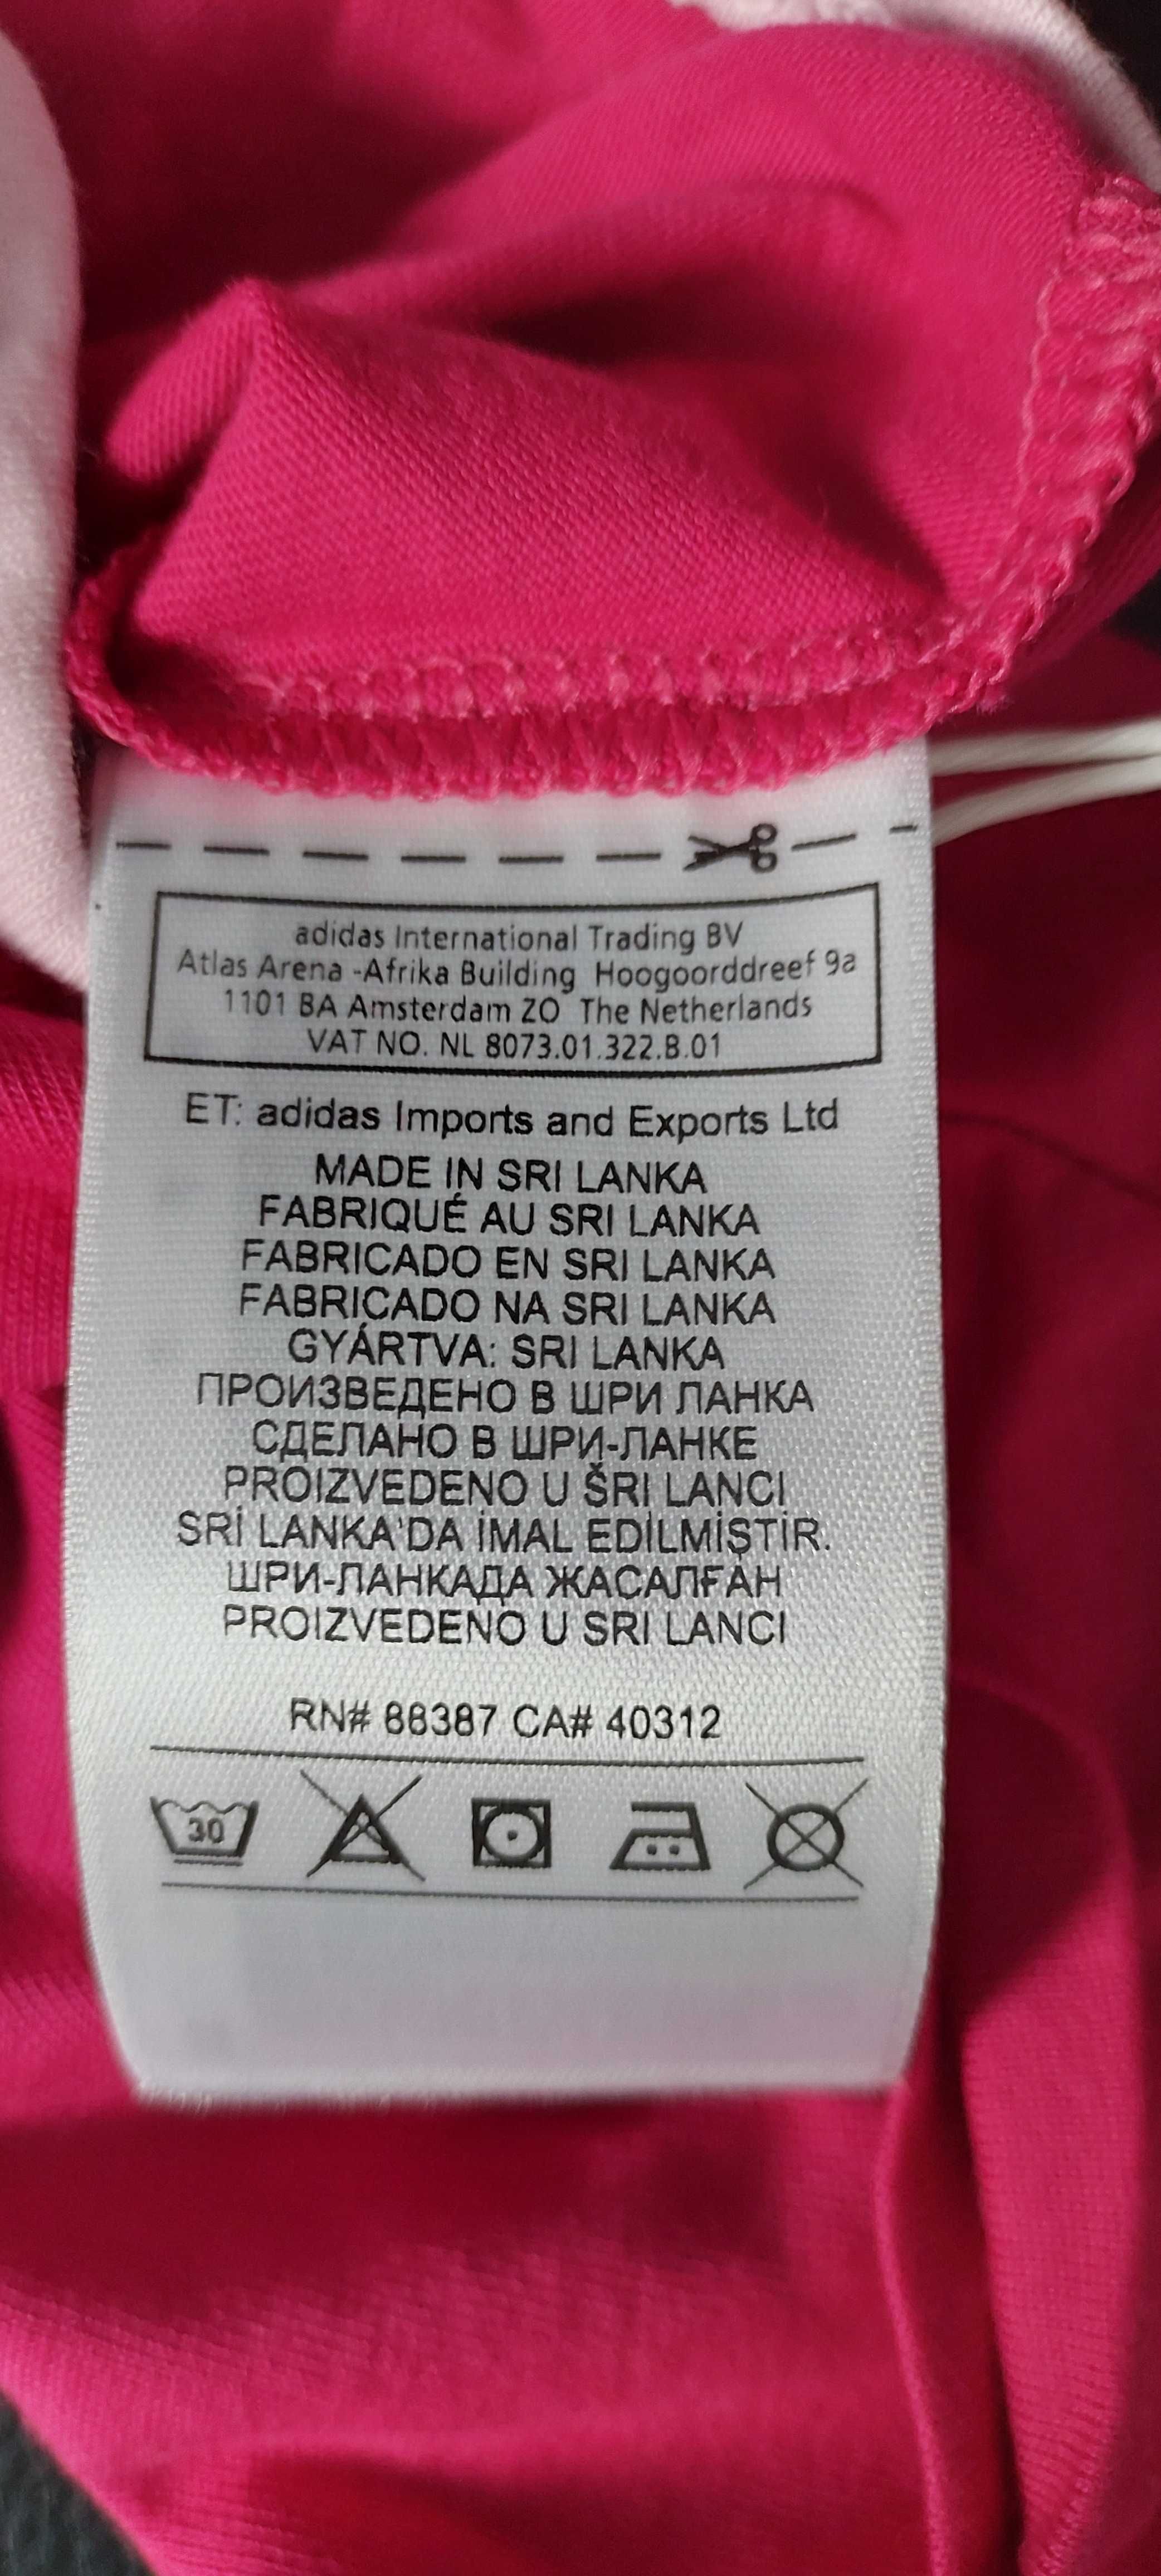 adidas International Trading BV
Atlas Arena -Afrika Building Hoogoorddreef 9a
1101 BA Amsterdam ZO The Netherlands
VAT NO. NL 8073.01.322.B.01
ET: adidas Imports and Exports Ltd
MADE IN SRI LANKA
FABRIQUÉ AU SRI LANKA
FABRICADO EN SRI LANKA
FABRICADO NA SRI LANKA
GYÁRTVA: SRI LANKA
ПРОИЗВЕДЕНО В ШРИ ЛАНКА
СДЕЛАНО В ШРИ-ЛАНКЕ
PROIZVEDENO U ŠRI LANCI
SRİ LANKA'DA İMAL EDİLMİŞTİR.
ШРИ-ЛАНКАДА ЖАСАЛҒАН
PROIZVEDENO U SRI LANCI
RN# 88387 CA# 40312
30